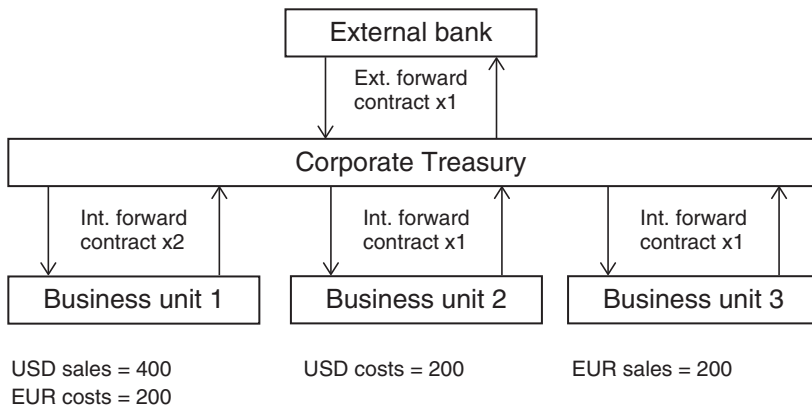 External bank
Ext. forward
contract x1
Corporate Treasury
Int. forward
contract x2
Int. forward
contract x1
Int. forward
contract x1
Business unit 1
Business unit 2
Business unit 3
USD sales = 400
EUR costs = 200
USD costs = 200
EUR sales = 200